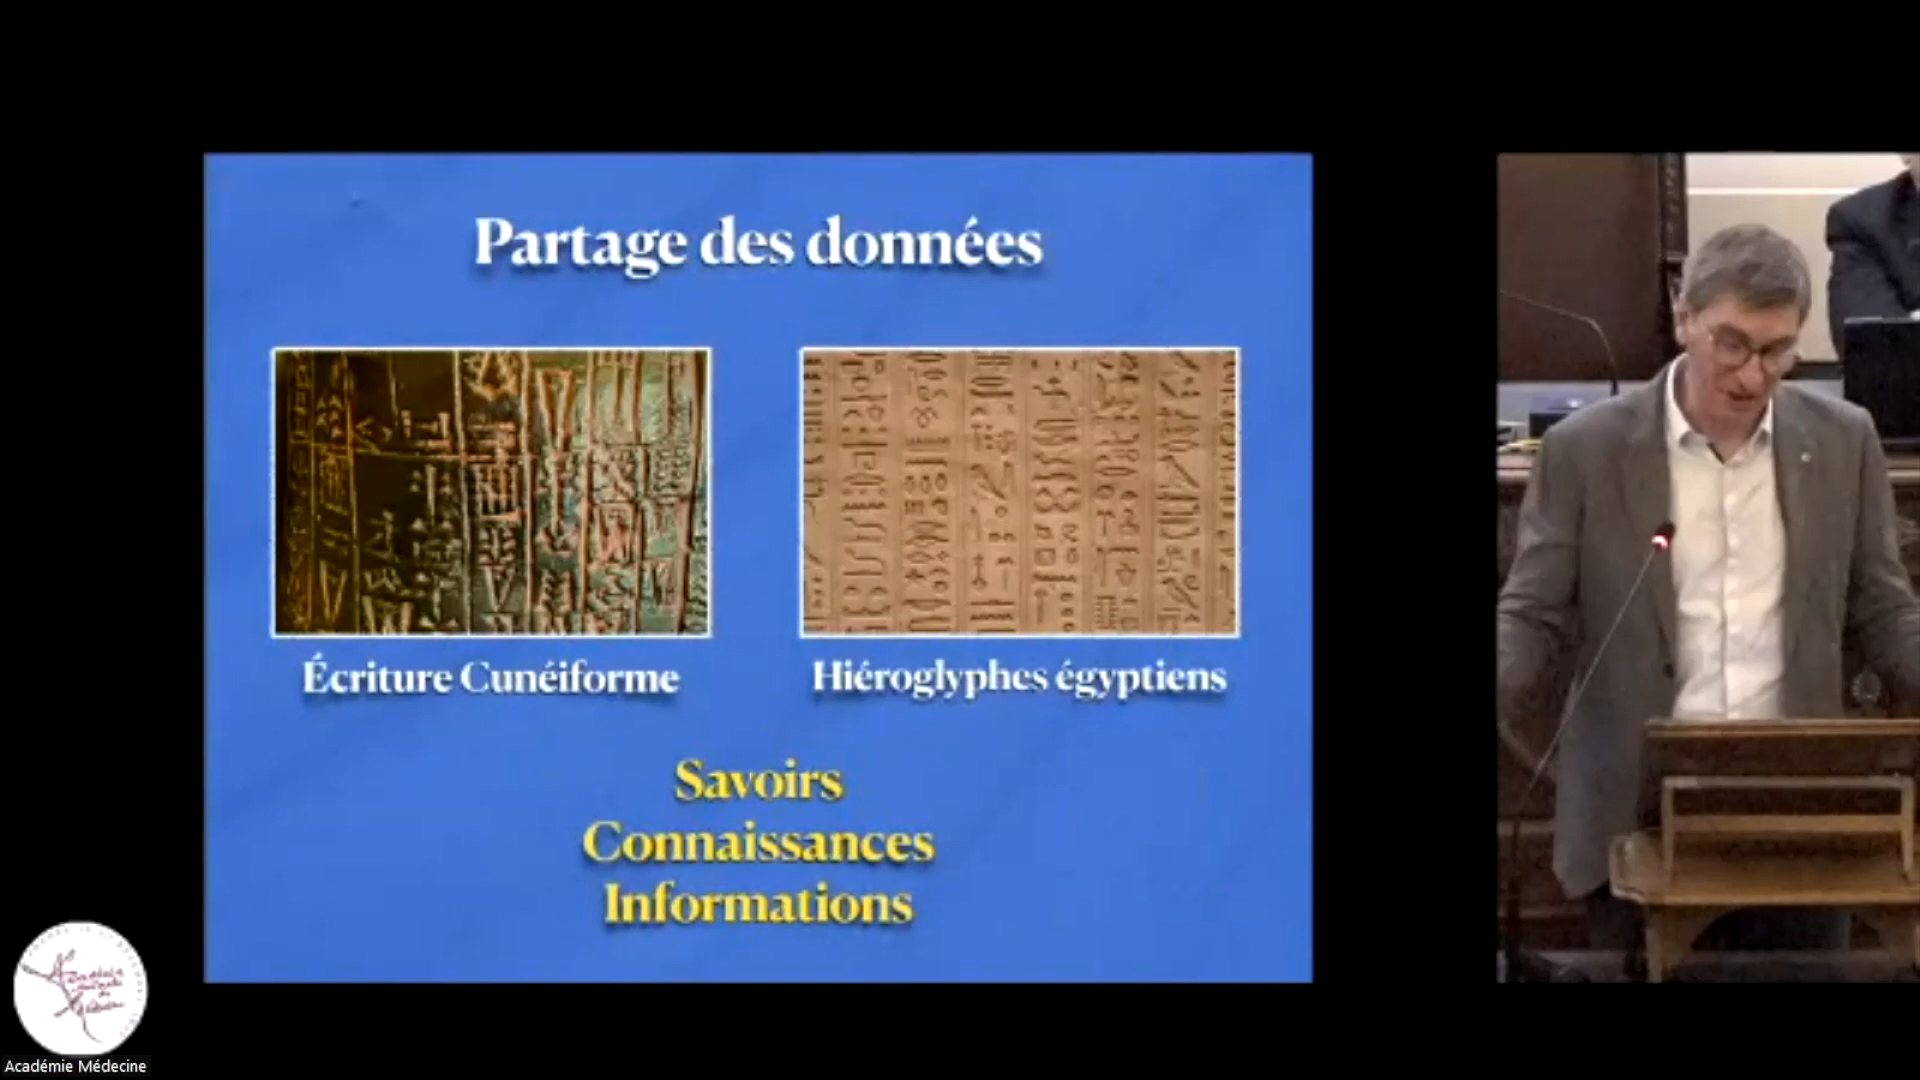 Partage des données
Écriture Cunéiforme
Hiéroglyphes égyptiens
Savoirs
Connaissances
Informations
Académie Médecine